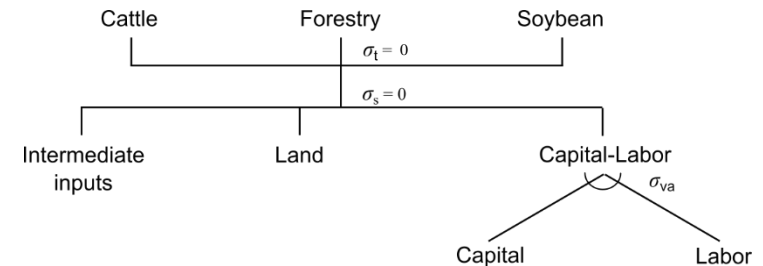 Cattle Forestry Soybean
σt = 0
σs = 0
Intermediate inputs Land Capital-Labor
σva
Capital Labor